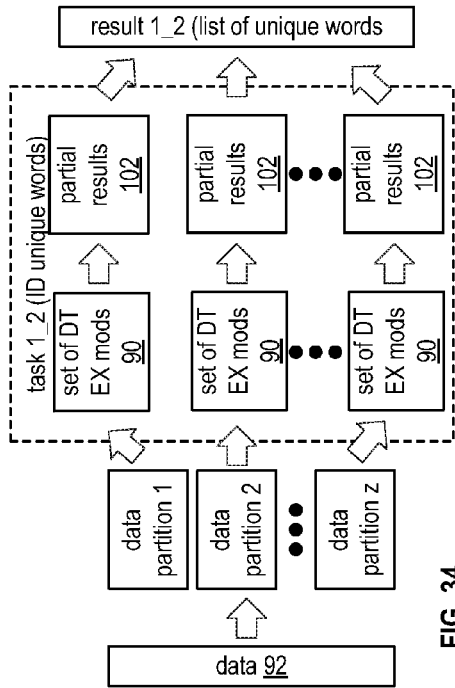 data 92
data
partition 1
data
partition 2
data
partition z
task 1_2 (ID unique words)
set of DT
EX mods
90
set of DT
EX mods
90
set of DT
EX mods
90
partial
results
102
partial
results
102
partial
results
102
result 1_2 (list of unique words
FIG. 34